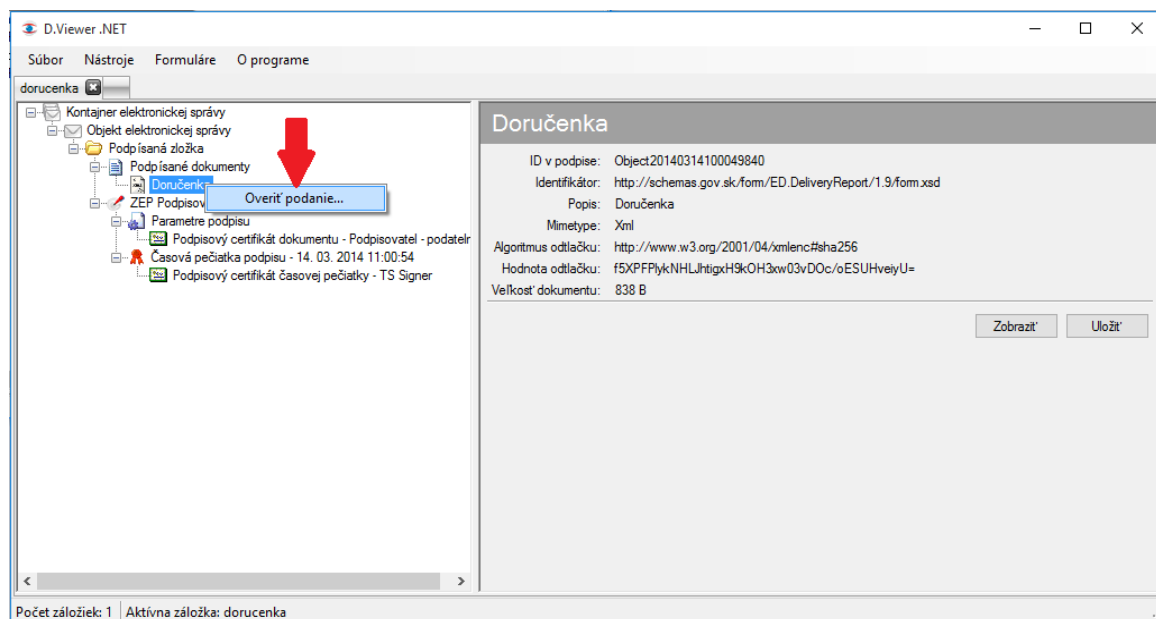 D.Viewer .NET
Súbor Nástroje Formuláre O programe
dorucenka
Kontajner elektronickej správy
Objekt elektronickej správy
Podpísaná zložka
Podpísané dokumenty
Doručenka
Overiť podanie...
ZEP Podpisov
Parametre podpisu
Podpisový certifikát dokumentu - Podpisovatel - podateln
Časová pečiatka podpisu - 14. 03. 2014 11:00:54
Podpisový certifikát časovej pečiatky - TS Signer
Doručenka
ID v podpise: Object20140314100049840
Identifikátor: http://schemas.gov.sk/form/ED.DeliveryReport/1.9/form.xsd
Popis: Doručenka
Mimetype: Xml
Algoritmus odtlačku: http://www.w3.org/2001/04/xmlenc#sha256
Hodnota odtlačku: f5XPFPlykNHLJhtigxH9kOH3xw03vDOc/oESUHveiyU=
Veľkosť dokumentu: 838 B
Zobraziť Uložiť
Počet záložiek: 1 Aktívna záložka: dorucenka